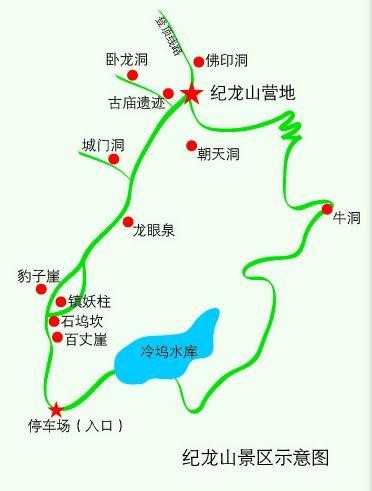 登顶线路
卧龙洞
佛印洞
古庙遗迹
纪龙山营地
城门洞
朝天洞
龙眼泉
牛洞
豹子崖
镇妖柱
石坞坎
百丈崖
冷坞水库
停车场（入口）
纪龙山景区示意图